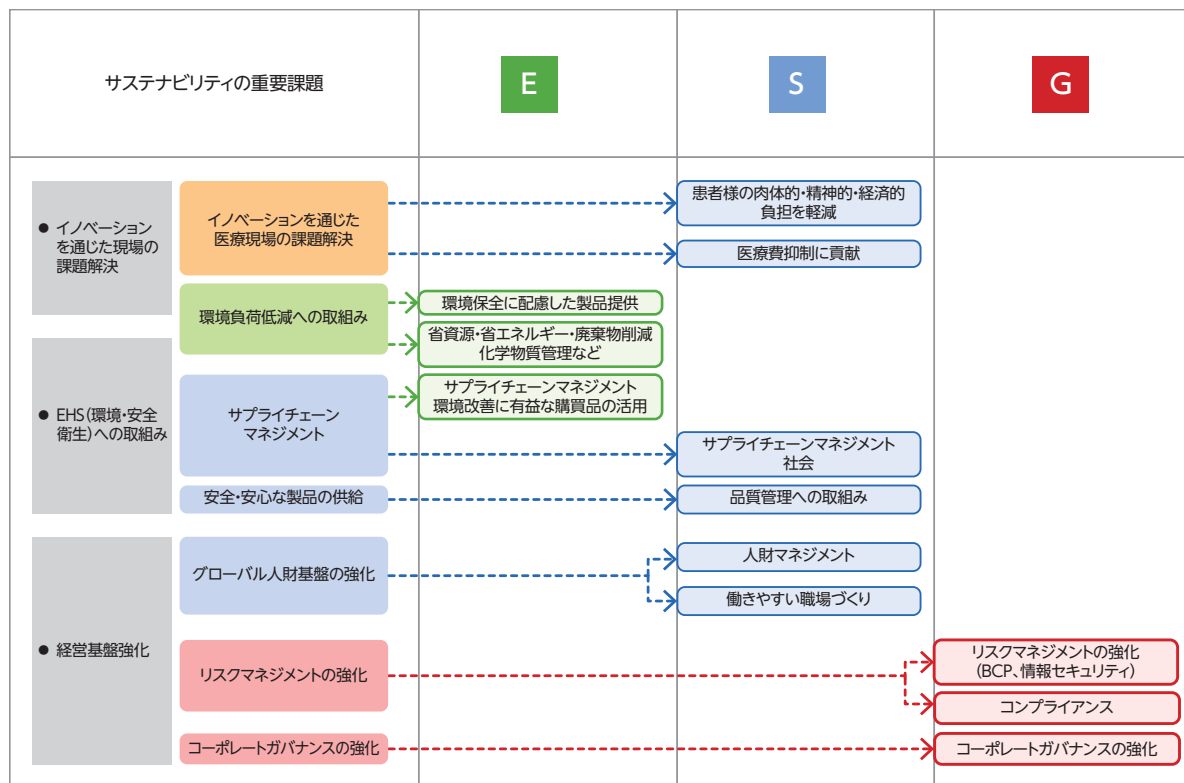 サステナビリティの重要課題
E
S
G
● イノベーション
を通じた現場の
課題解決
イノベーションを通じた
医療現場の課題解決
患者様の肉体的・精神的・経済的
負担を軽減
医療費抑制に貢献
環境負荷低減への取組み
環境保全に配慮した製品提供
省資源・省エネルギー・廃棄物削減
化学物質管理など
● EHS(環境・安全
衛生)への取組み
サプライチェーン
マネジメント
サプライチェーンマネジメント
環境改善に有益な購買品の活用
サプライチェーンマネジメント
社会
安全・安心な製品の供給
品質管理への取組み
● 経営基盤強化
グローバル人財基盤の強化
人財マネジメント
働きやすい職場づくり
リスクマネジメントの強化
リスクマネジメントの強化
(BCP、情報セキュリティ)
コンプライアンス
コーポレートガバナンスの強化
コーポレートガバナンスの強化